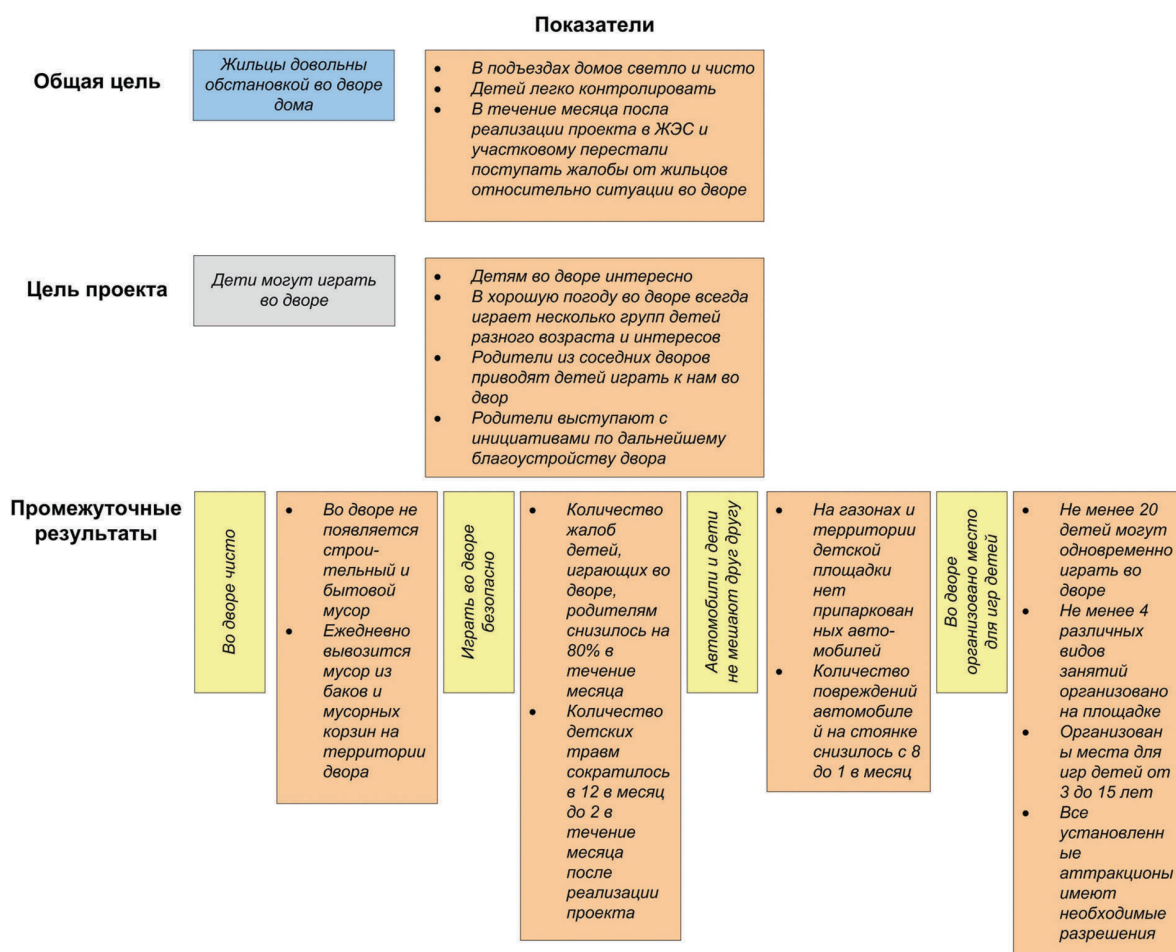 Показатели
Общая цель
Жильцы довольны
обстановкой во дворе
дома
• В подъездах домов светло и чисто
• Детей легко контролировать
• В течение месяца посла
реализации проекта в ЖЭС и
участковому перестали
поступать жалобы от жильцов
относительно ситуации во дворе
Цель проекта
Дети могут играть
во дворе
• Детям во дворе интересно
• В хорошую погоду во дворе всегда
играет несколько групп детей
разного возраста и интересов
• Родители из соседних дворов
приводят детей играть к нам во
двор
• Родители выступают с
инициативами по дальнейшему
благоустройству двора
Промежуточные
результаты
Во дворе чисто
• Во дворе не
появляется
строи-
тельный и
бытовой
мусор
• Ежедневно
вывозится
мусор из
баков и
мусорных
корзин на
территории
двора
Играть во дворе
безопасно
• Количество
жалоб
детей,
играющих во
дворе,
родителям
снизилось на
80% в
течение
месяца
• Количество
детских
травм
сократилось
в 12 в месяц
до 2 в
течение
месяца
после
реализации
проекта
Автомобили и дети
не мешают друг другу
• На газонах и
территории
детской
площадки
нет
припаркован
ных авто-
мобилей
• Количество
повреждений
автомобиле
й на стоянке
снизилось с 8
до 1 в месяц
Во дворе
организовано место
для игр детей
• Не менее 20
детей могут
одновременно
играть во
дворе
• Не менее 4
различных
видов
занятий
организовано
на площадке
• Организован
ы места для
игр детей от
3 до 15 лет
• Все
установленн
ые
аттракционы
имеют
необходимые
разрешения